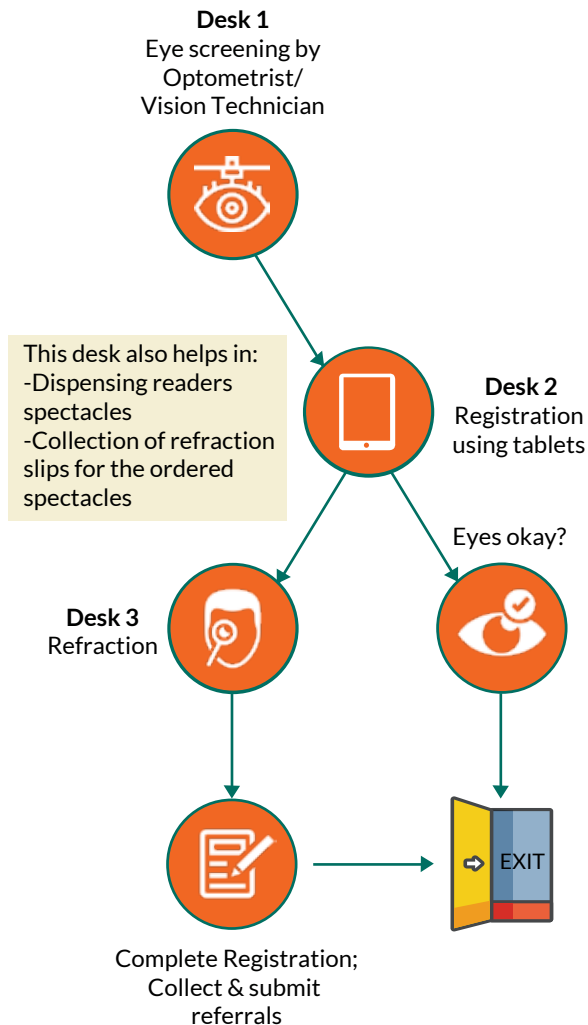 Desk 1
Eye screening by
Optometrist/
Vision Technician
This desk also helps in:
-Dispensing readers
spectacles
-Collection of refraction
slips for the ordered
spectacles
Desk 2
Registration
using tablets
Eyes okay?
Desk 3
Refraction
EXIT
Complete Registration;
Collect & submit
referrals